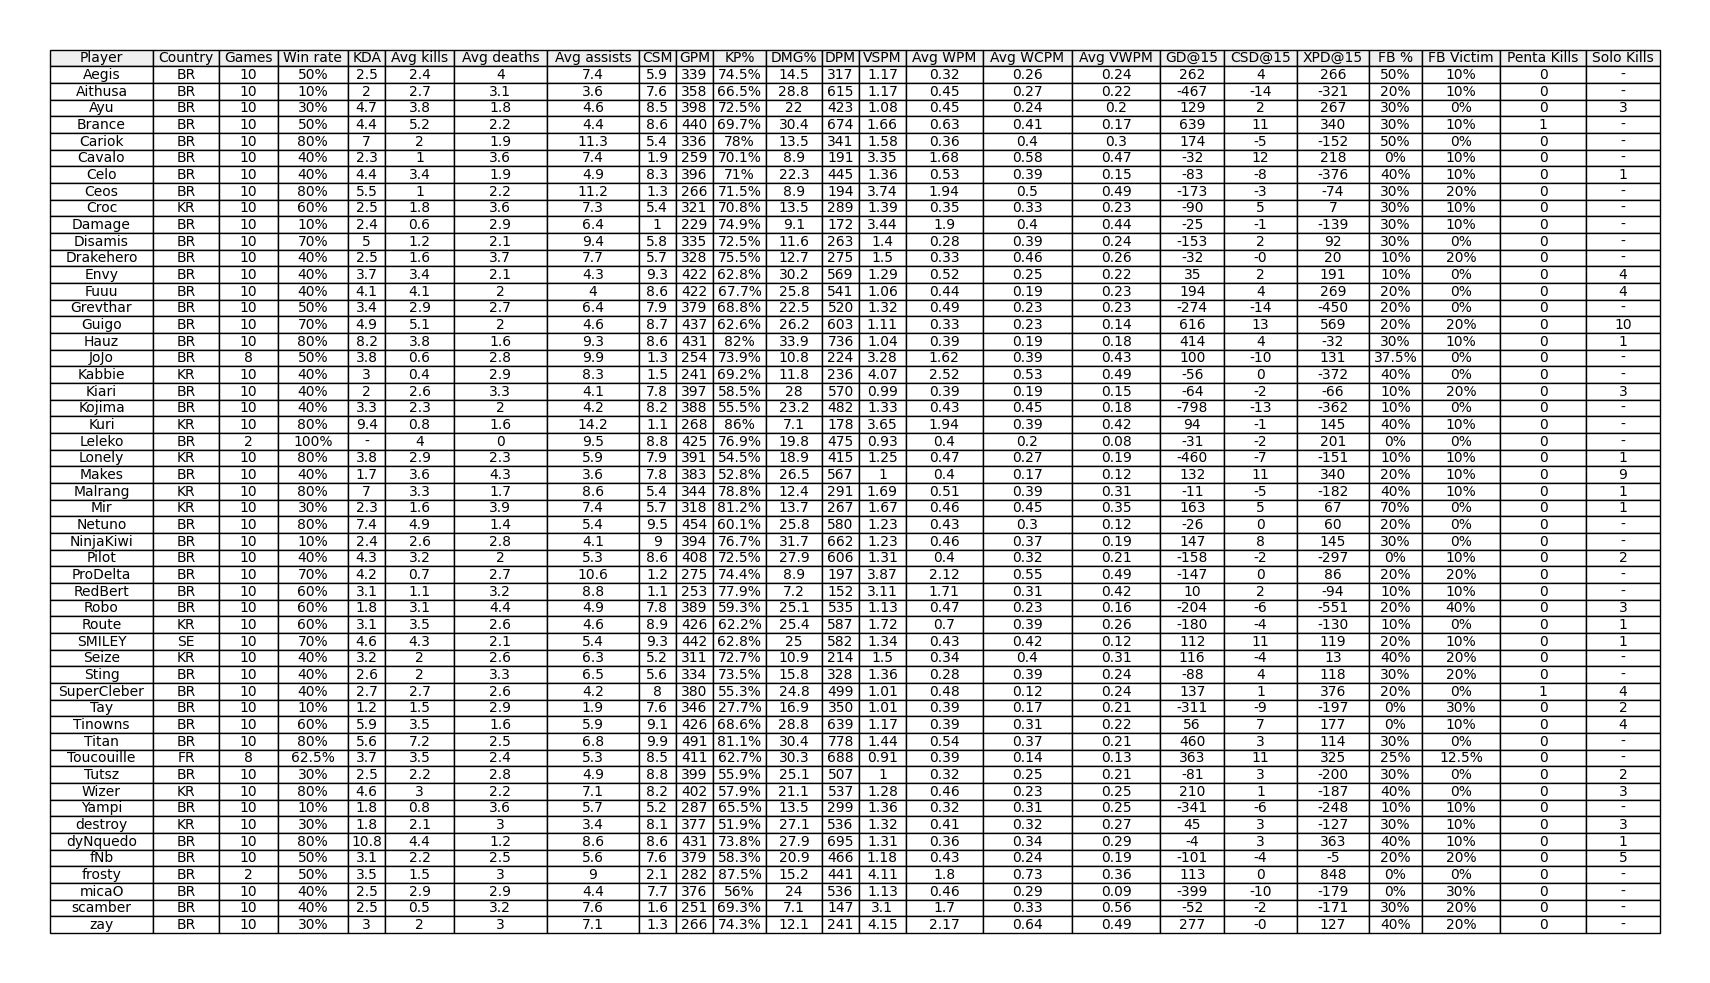 Player Country Games Win rate KDA Avg kills Avg deaths Avg assists CSM GPM KP% DMG% DPM VSPM Avg WPM Avg WCPM Avg VWPM GD@15 CSD@15 XPD@15 FB % FB Victim Penta Kills Solo Kills
Aegis BR 10 50% 2.5 2.4 4 7.4 5.9 339 74.5% 14.5 317 1.17 0.32 0.26 0.24 262 4 266 50% 10% 0 -
Aithusa BR 10 10% 2 2.7 3.1 3.6 7.6 358 66.5% 28.8 615 1.17 0.45 0.27 0.22 -467 -14 -321 20% 10% 0 -
Ayu BR 10 30% 4.7 3.8 1.8 4.6 8.5 398 72.5% 22 423 1.08 0.45 0.24 0.2 129 2 267 30% 0% 0 3
Brance BR 10 50% 4.4 5.2 2.2 4.4 8.6 440 69.7% 30.4 674 1.66 0.63 0.41 0.17 639 11 340 30% 10% 1 -
Cariok BR 10 80% 7 2 1.9 11.3 5.4 336 78% 13.5 341 1.58 0.36 0.4 0.3 174 -5 -152 50% 0% 0 -
Cavalo BR 10 40% 2.3 1 3.6 7.4 1.9 259 70.1% 8.9 191 3.35 1.68 0.58 0.47 -32 12 218 0% 10% 0 -
Celo BR 10 40% 4.4 3.4 1.9 4.9 8.3 396 71% 22.3 445 1.36 0.53 0.39 0.15 -83 -8 -376 40% 10% 0 1
Ceos BR 10 80% 5.5 1 2.2 11.2 1.3 266 71.5% 8.9 194 3.74 1.94 0.5 0.49 -173 -3 -74 30% 20% 0 -
Croc KR 10 60% 2.5 1.8 3.6 7.3 5.4 321 70.8% 13.5 289 1.39 0.35 0.33 0.23 -90 5 7 30% 10% 0 -
Damage BR 10 10% 2.4 0.6 2.9 6.4 1 229 74.9% 9.1 172 3.44 1.9 0.4 0.44 -25 -1 -139 30% 10% 0 -
Disamis BR 10 70% 5 1.2 2.1 9.4 5.8 335 72.5% 11.6 263 1.4 0.28 0.39 0.24 -153 2 92 30% 0% 0 -
Drakehero BR 10 40% 2.5 1.6 3.7 7.7 5.7 328 75.5% 12.7 275 1.5 0.33 0.46 0.26 -32 -0 20 10% 20% 0 -
Envy BR 10 40% 3.7 3.4 2.1 4.3 9.3 422 62.8% 30.2 569 1.29 0.52 0.25 0.22 35 2 191 10% 0% 0 4
Fuuu BR 10 40% 4.1 4.1 2 4 8.6 422 67.7% 25.8 541 1.06 0.44 0.19 0.23 194 4 269 20% 0% 0 4
Grevthar BR 10 50% 3.4 2.9 2.7 6.4 7.9 379 68.8% 22.5 520 1.32 0.49 0.23 0.23 -274 -14 -450 20% 0% 0 -
Guigo BR 10 70% 4.9 5.1 2 4.6 8.7 437 62.6% 26.2 603 1.11 0.33 0.23 0.14 616 13 569 20% 20% 0 10
Hauz BR 10 80% 8.2 3.8 1.6 9.3 8.6 431 82% 33.9 736 1.04 0.39 0.19 0.18 414 4 -32 30% 10% 0 1
JoJo BR 8 50% 3.8 0.6 2.8 9.9 1.3 254 73.9% 10.8 224 3.28 1.62 0.39 0.43 100 -10 131 37.5% 0% 0 -
Kabbie KR 10 40% 3 0.4 2.9 8.3 1.5 241 69.2% 11.8 236 4.07 2.52 0.53 0.49 -56 0 -372 40% 0% 0 -
Kiari BR 10 40% 2 2.6 3.3 4.1 7.8 397 58.5% 28 570 0.99 0.39 0.19 0.15 -64 -2 -66 10% 20% 0 3
Kojima BR 10 40% 3.3 2.3 2 4.2 8.2 388 55.5% 23.2 482 1.33 0.43 0.45 0.18 -798 -13 -362 10% 0% 0 -
Kuri KR 10 80% 9.4 0.8 1.6 14.2 1.1 268 86% 7.1 178 3.65 1.94 0.39 0.42 94 -1 145 40% 10% 0 -
Leleko BR 2 100% - 4 0 9.5 8.8 425 76.9% 19.8 475 0.93 0.4 0.2 0.08 -31 -2 201 0% 0% 0 -
Lonely KR 10 80% 3.8 2.9 2.3 5.9 7.9 391 54.5% 18.9 415 1.25 0.47 0.27 0.19 -460 -7 -151 10% 10% 0 1
Makes BR 10 40% 1.7 3.6 4.3 3.6 7.8 383 52.8% 26.5 567 1 0.4 0.17 0.12 132 11 340 20% 10% 0 9
Malrang KR 10 80% 7 3.3 1.7 8.6 5.4 344 78.8% 12.4 291 1.69 0.51 0.39 0.31 -11 -5 -182 40% 10% 0 1
Mir KR 10 30% 2.3 1.6 3.9 7.4 5.7 318 81.2% 13.7 267 1.67 0.46 0.45 0.35 163 5 67 70% 0% 0 1
Netuno BR 10 80% 7.4 4.9 1.4 5.4 9.5 454 60.1% 25.8 580 1.23 0.43 0.3 0.12 -26 0 60 20% 0% 0 -
NinjaKiwi BR 10 10% 2.4 2.6 2.8 4.1 9 394 76.7% 31.7 662 1.23 0.46 0.37 0.19 147 8 145 30% 0% 0 -
Pilot BR 10 40% 4.3 3.2 2 5.3 8.6 408 72.5% 27.9 606 1.31 0.4 0.32 0.21 -158 -2 -297 0% 10% 0 2
ProDelta BR 10 70% 4.2 0.7 2.7 10.6 1.2 275 74.4% 8.9 197 3.87 2.12 0.55 0.49 -147 0 86 20% 20% 0 -
RedBert BR 10 60% 3.1 1.1 3.2 8.8 1.1 253 77.9% 7.2 152 3.11 1.71 0.31 0.42 10 2 -94 10% 10% 0 -
Robo BR 10 60% 1.8 3.1 4.4 4.9 7.8 389 59.3% 25.1 535 1.13 0.47 0.23 0.16 -204 -6 -551 20% 40% 0 3
Route KR 10 60% 3.1 3.5 2.6 4.6 8.9 426 62.2% 25.4 587 1.72 0.7 0.39 0.26 -180 -4 -130 10% 0% 0 1
SMILEY SE 10 70% 4.6 4.3 2.1 5.4 9.3 442 62.8% 25 582 1.34 0.43 0.42 0.12 112 11 119 20% 10% 0 1
Seize KR 10 40% 3.2 2 2.6 6.3 5.2 311 72.7% 10.9 214 1.5 0.34 0.4 0.31 116 -4 13 40% 20% 0 -
Sting BR 10 40% 2.6 2 3.3 6.5 5.6 334 73.5% 15.8 328 1.36 0.28 0.39 0.24 -88 4 118 30% 20% 0 -
SuperCleber BR 10 40% 2.7 2.7 2.6 4.2 8 380 55.3% 24.8 499 1.01 0.48 0.12 0.24 137 1 376 20% 0% 1 4
Tay BR 10 10% 1.2 1.5 2.9 1.9 7.6 346 27.7% 16.9 350 1.01 0.39 0.17 0.21 -311 -9 -197 0% 30% 0 2
Tinowns BR 10 60% 5.9 3.5 1.6 5.9 9.1 426 68.6% 28.8 639 1.17 0.39 0.31 0.22 56 7 177 0% 10% 0 4
Titan BR 10 80% 5.6 7.2 2.5 6.8 9.9 491 81.1% 30.4 778 1.44 0.54 0.37 0.21 460 3 114 30% 0% 0 -
Toucouille FR 8 62.5% 3.7 3.5 2.4 5.3 8.5 411 62.7% 30.3 688 0.91 0.39 0.14 0.13 363 11 325 25% 12.5% 0 -
Tutsz BR 10 30% 2.5 2.2 2.8 4.9 8.8 399 55.9% 25.1 507 1 0.32 0.25 0.21 -81 3 -200 30% 0% 0 2
Wizer KR 10 80% 4.6 3 2.2 7.1 8.2 402 57.9% 21.1 537 1.28 0.46 0.23 0.25 210 1 -187 40% 0% 0 3
Yampi BR 10 10% 1.8 0.8 3.6 5.7 5.2 287 65.5% 13.5 299 1.36 0.32 0.31 0.25 -341 -6 -248 10% 10% 0 -
destroy KR 10 30% 1.8 2.1 3 3.4 8.1 377 51.9% 27.1 536 1.32 0.41 0.32 0.27 45 3 -127 30% 10% 0 3
dyNquedo BR 10 80% 10.8 4.4 1.2 8.6 8.6 431 73.8% 27.9 695 1.31 0.36 0.34 0.29 -4 3 363 40% 10% 0 1
fNb BR 10 50% 3.1 2.2 2.5 5.6 7.6 379 58.3% 20.9 466 1.18 0.43 0.24 0.19 -101 -4 -5 20% 20% 0 5
frosty BR 2 50% 3.5 1.5 3 9 2.1 282 87.5% 15.2 441 4.11 1.8 0.73 0.36 113 0 848 0% 0% 0 -
micaO BR 10 40% 2.5 2.9 2.9 4.4 7.7 376 56% 24 536 1.13 0.46 0.29 0.09 -399 -10 -179 0% 30% 0 -
scamber BR 10 40% 2.5 0.5 3.2 7.6 1.6 251 69.3% 7.1 147 3.1 1.7 0.33 0.56 -52 -2 -171 30% 20% 0 -
zay BR 10 30% 3 2 3 7.1 1.3 266 74.3% 12.1 241 4.15 2.17 0.64 0.49 277 -0 127 40% 20% 0 -